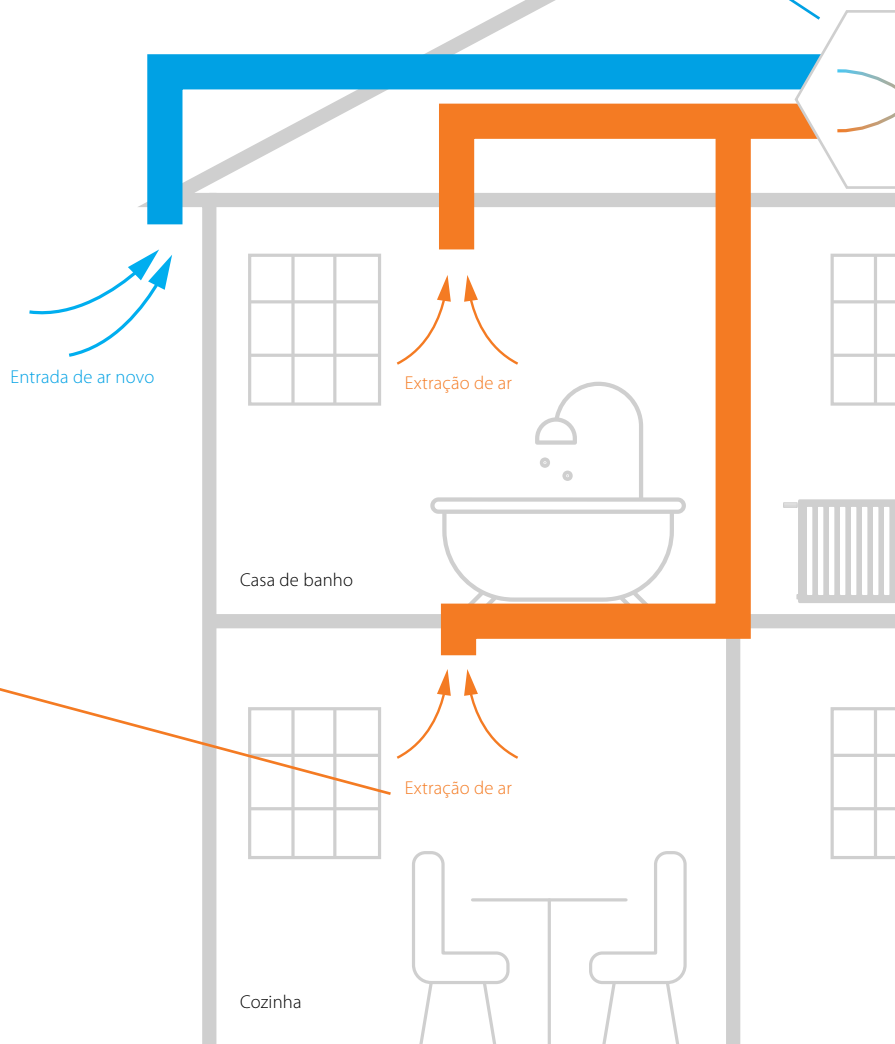 Entrada de ar novo
Extração de ar
Casa de banho
Extração de ar
Cozinha